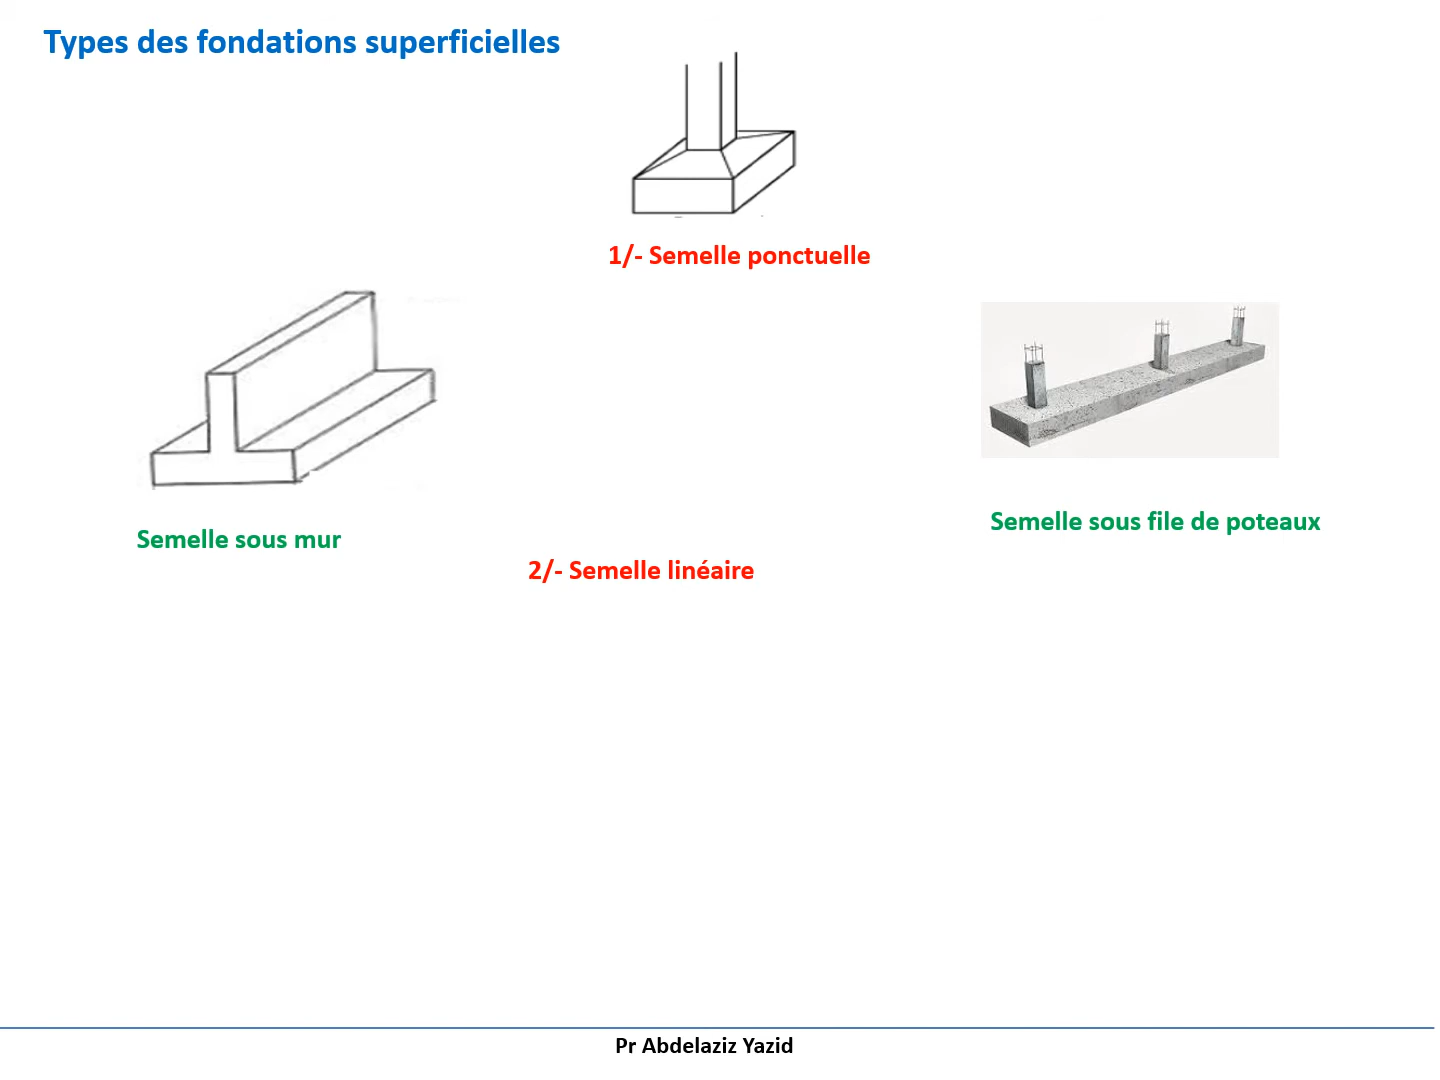 Types des fondations superficielles
1/- Semelle ponctuelle
Semelle sous mur
Semelle sous file de poteaux
2/- Semelle linéaire
Pr Abdelaziz Yazid